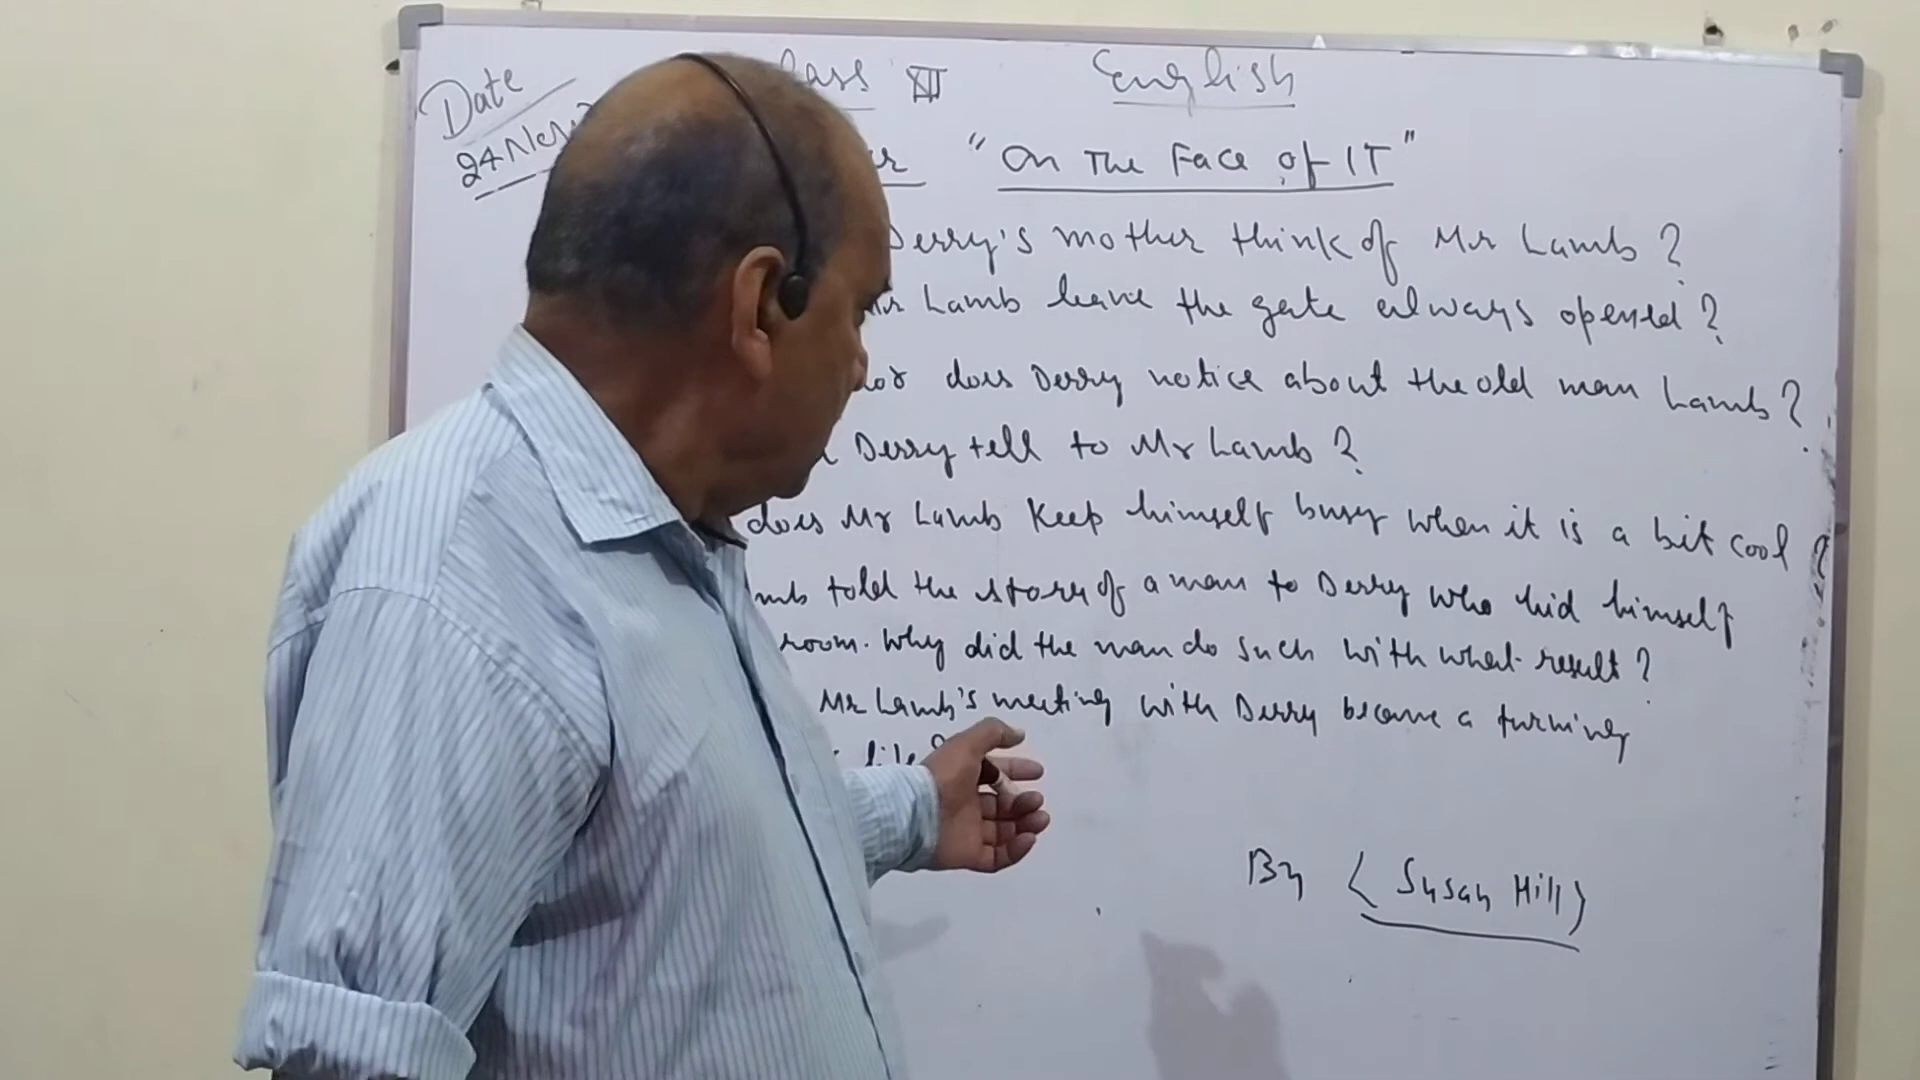 Date XII English
24 Nov
"On The Face of IT"
Derry's mother think of Mr Lamb?
Mr Lamb leave the gate always opened?
does Derry notice about the old man Lamb?
Derry tell to Mr Lamb?
does Mr Lamb keep himself busy when it is a bit cool?
told the story of a man to Derry who hid himself
room. Why did the man do such with what result?
Mr Lamb's meeting with Derry became a turning
life?
By (Susan Hill)